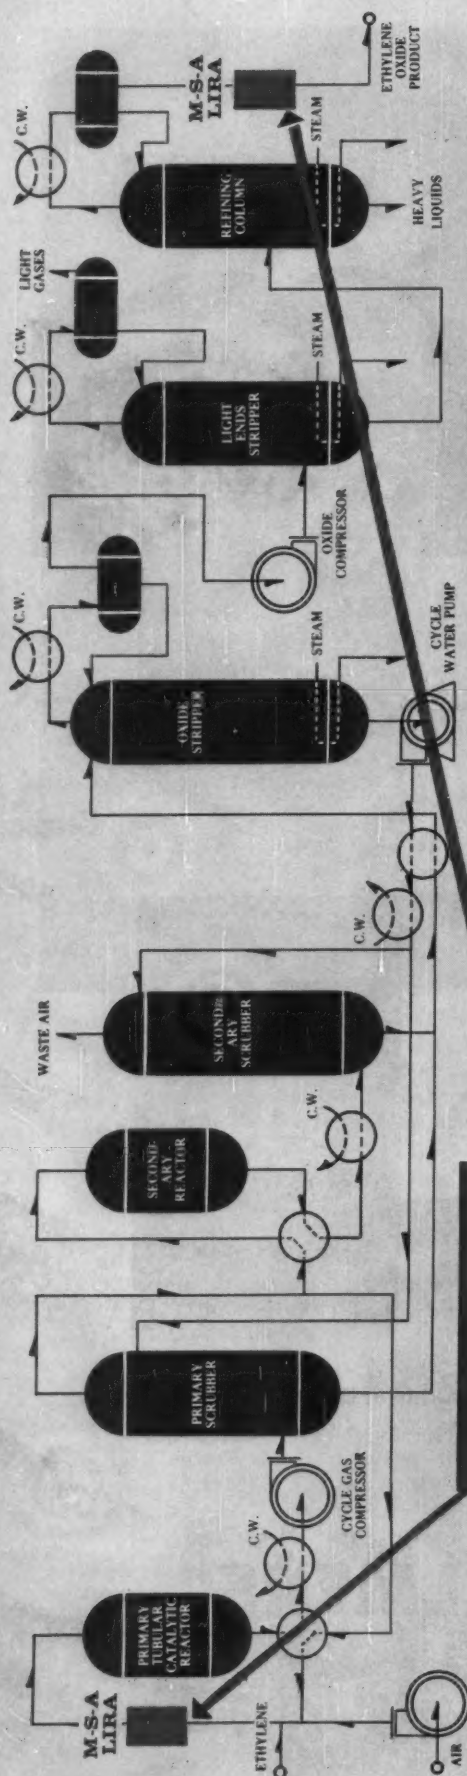 AIR
ETHYLENE
M-S-A
LIRA
PRIMARY
TUBULAR
CATALYTIC
REACTOR
C.W.
CYCLE GAS
COMPRESSOR
PRIMARY
SCRUBBER
SECOND-
ARY
REACTOR
C.W.
WASTE AIR
SECOND-
ARY
SCRUBBER
C.W.
CYCLE
WATER PUMP
OXIDE
STRIPPER
STEAM
C.W.
OXIDE
COMPRESSOR
LIGHT
ENDS
STRIPPER
STEAM
C.W.
LIGHT
GASES
REFINING
COLUMN
STEAM
HEAVY
LIQUIDS
C.W.
M-S-A
LIRA
ETHYLENE
OXIDE
PRODUCT